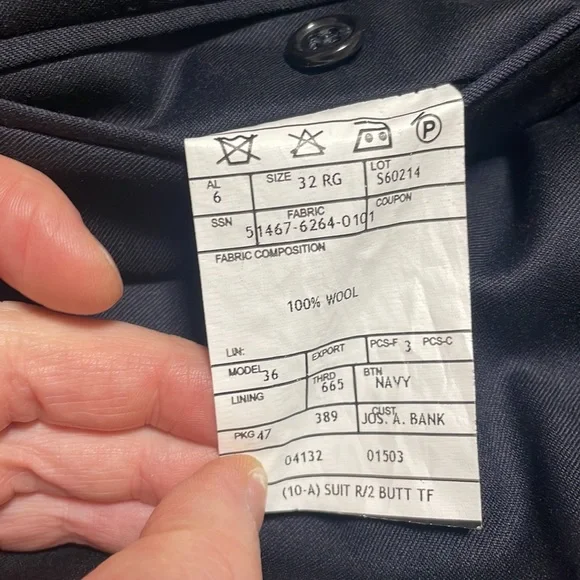 P
AL 6 SIZE 32 RG LOT S60214
SSN FABRIC 51467-6264-0101 COUPON
FABRIC COMPOSITION
100% WOOL
LIN: EXPORT PCS-F 3 PCS-C
MODEL 36 THRD 665 BTN NAVY
LINING 389 CUST JOS. A. BANK
PKG 47
04132 01503
(10-A) SUIT R/2 BUTT TF